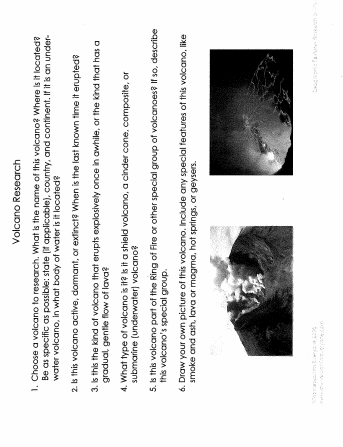 Volcano Research
1. Choose a volcano to research. What is the name of this volcano? Where is it located?
Be as specific as possible; state (if applicable), country, and continent. If it is an under-
water volcano, in what body of water is it located?
2. Is this volcano active, dormant, or extinct? When is the last known time it erupted?
3. Is this the kind of volcano that erupts explosively once in awhile, or the kind that has a
gradual, gentle flow of lava?
4. What type of volcano is it? Is it a shield volcano, a cinder cone, composite, or
submarine (underwater) volcano?
5. Is this volcano part of the Ring of Fire or other special group of volcanoes? If so, describe
this volcano's special group.
6. Draw your own picture of this volcano. Include any special features of this volcano, like
smoke and ash, lava or magma, hot springs, or geysers.